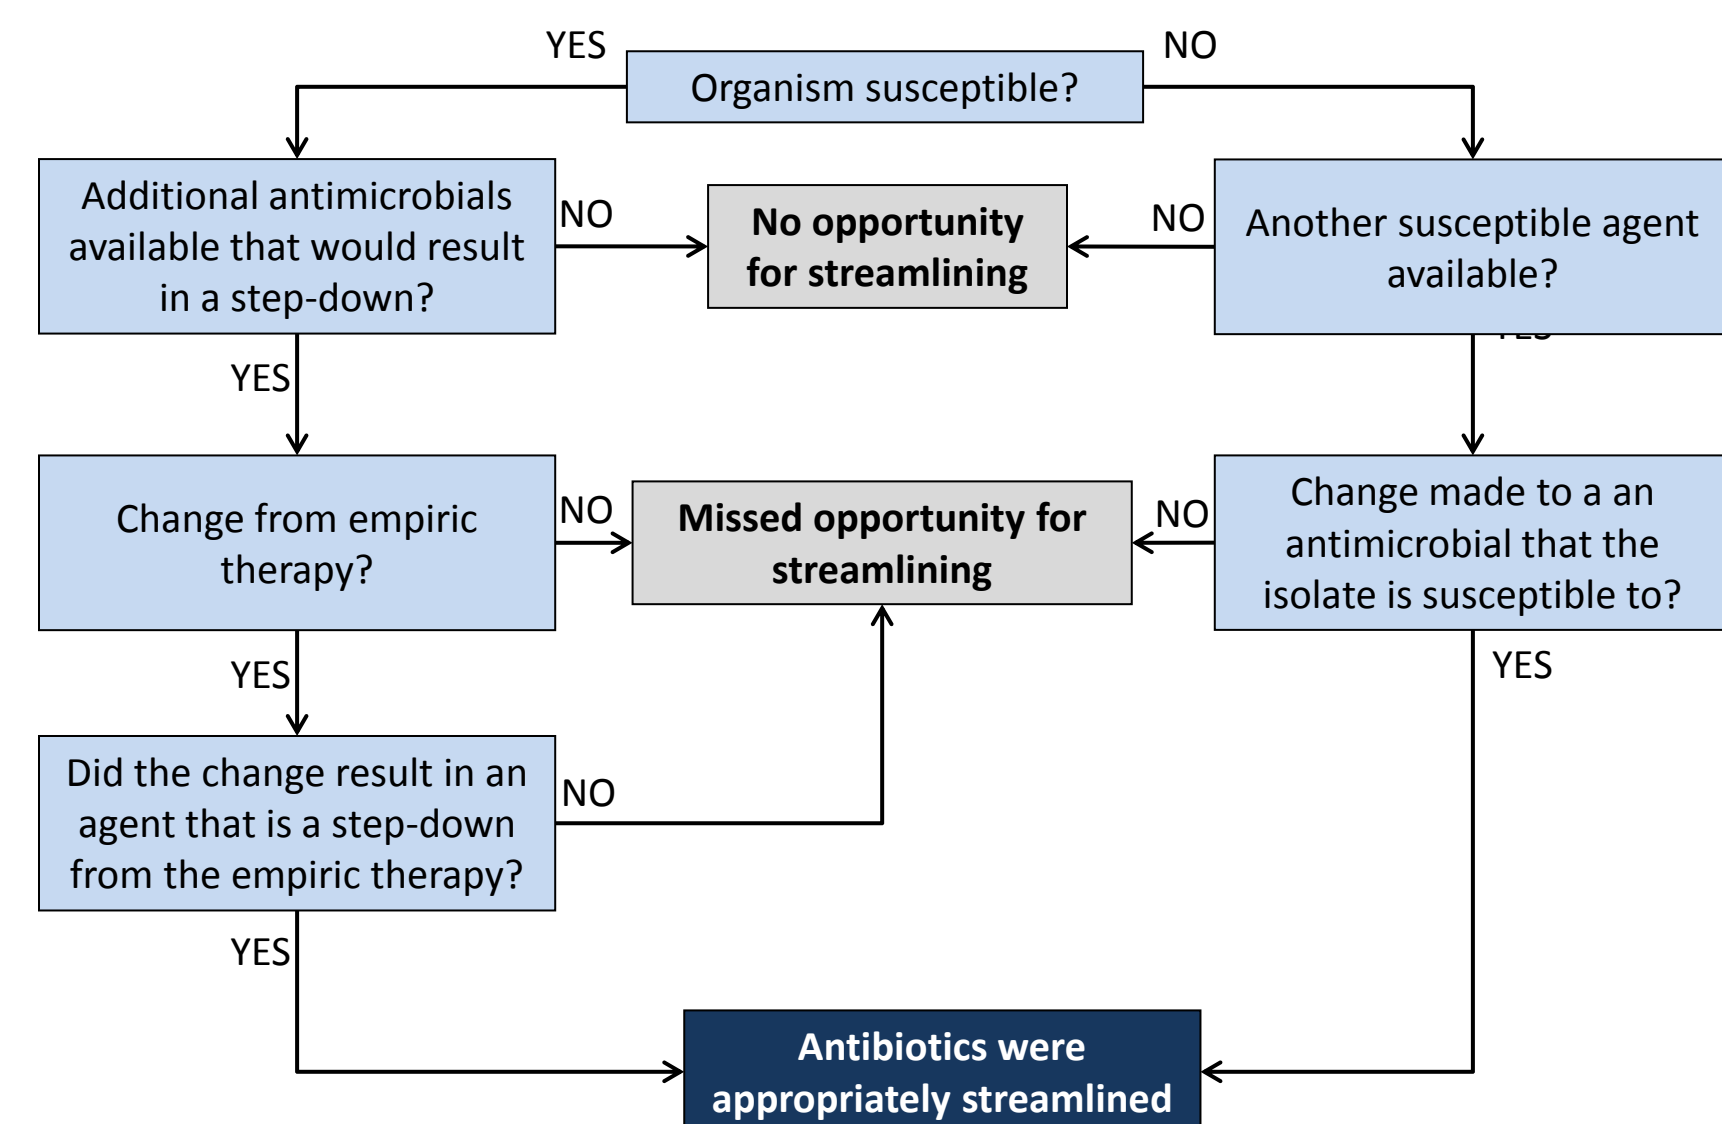 YES
NO
Organism susceptible?
Additional antimicrobials
available that would result
in a step-down?
NO
No opportunity
for streamlining
NO
Another susceptible agent
available?
YES
YES
Change from empiric
therapy?
NO
Missed opportunity for
streamlining
NO
Change made to a an
antimicrobial that the
isolate is susceptible to?
YES
YES
Did the change result in an
agent that is a step-down
from the empiric therapy?
NO
YES
Antibiotics were
appropriately streamlined